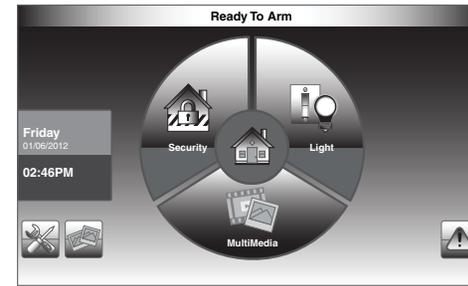 Ready To Arm
Security
Light
Friday
01/06/2012
02:46PM
MultiMedia